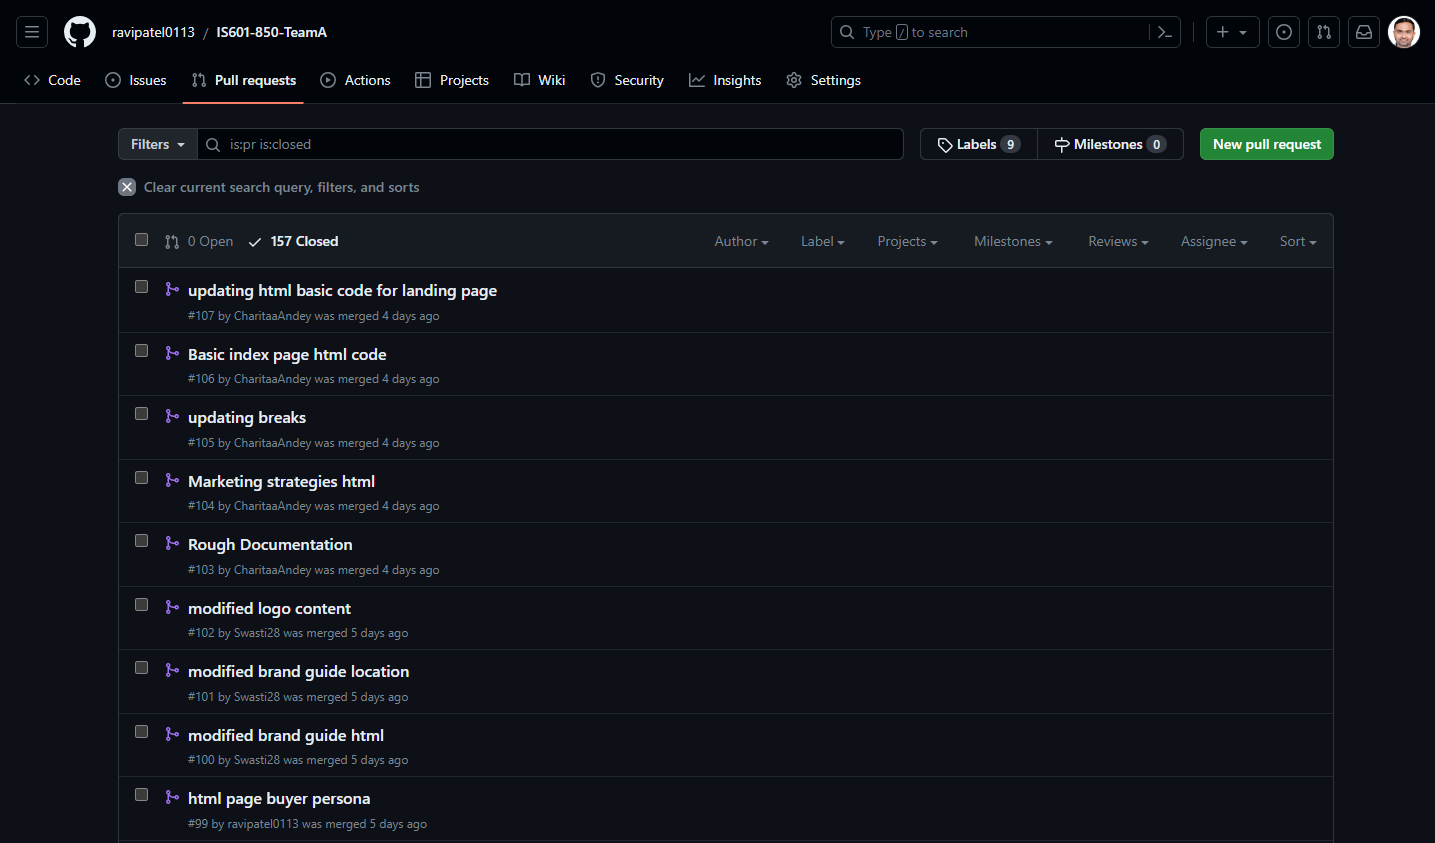 ravipatel0113 / IS601-850-TeamA
Type / to search
Code Issues Pull requests Actions Projects Wiki Security Insights Settings
Filters is:pr is:closed Labels 9 Milestones 0 New pull request
Clear current search query, filters, and sorts
0 Open 157 Closed Author Label Projects Milestones Reviews Assignee Sort
updating html basic code for landing page
#107 by CharitaaAndey was merged 4 days ago
Basic index page html code
#106 by CharitaaAndey was merged 4 days ago
updating breaks
#105 by CharitaaAndey was merged 4 days ago
Marketing strategies html
#104 by CharitaaAndey was merged 4 days ago
Rough Documentation
#103 by CharitaaAndey was merged 4 days ago
modified logo content
#102 by Swasti28 was merged 5 days ago
modified brand guide location
#101 by Swasti28 was merged 5 days ago
modified brand guide html
#100 by Swasti28 was merged 5 days ago
html page buyer persona
#99 by ravipatel0113 was merged 5 days ago